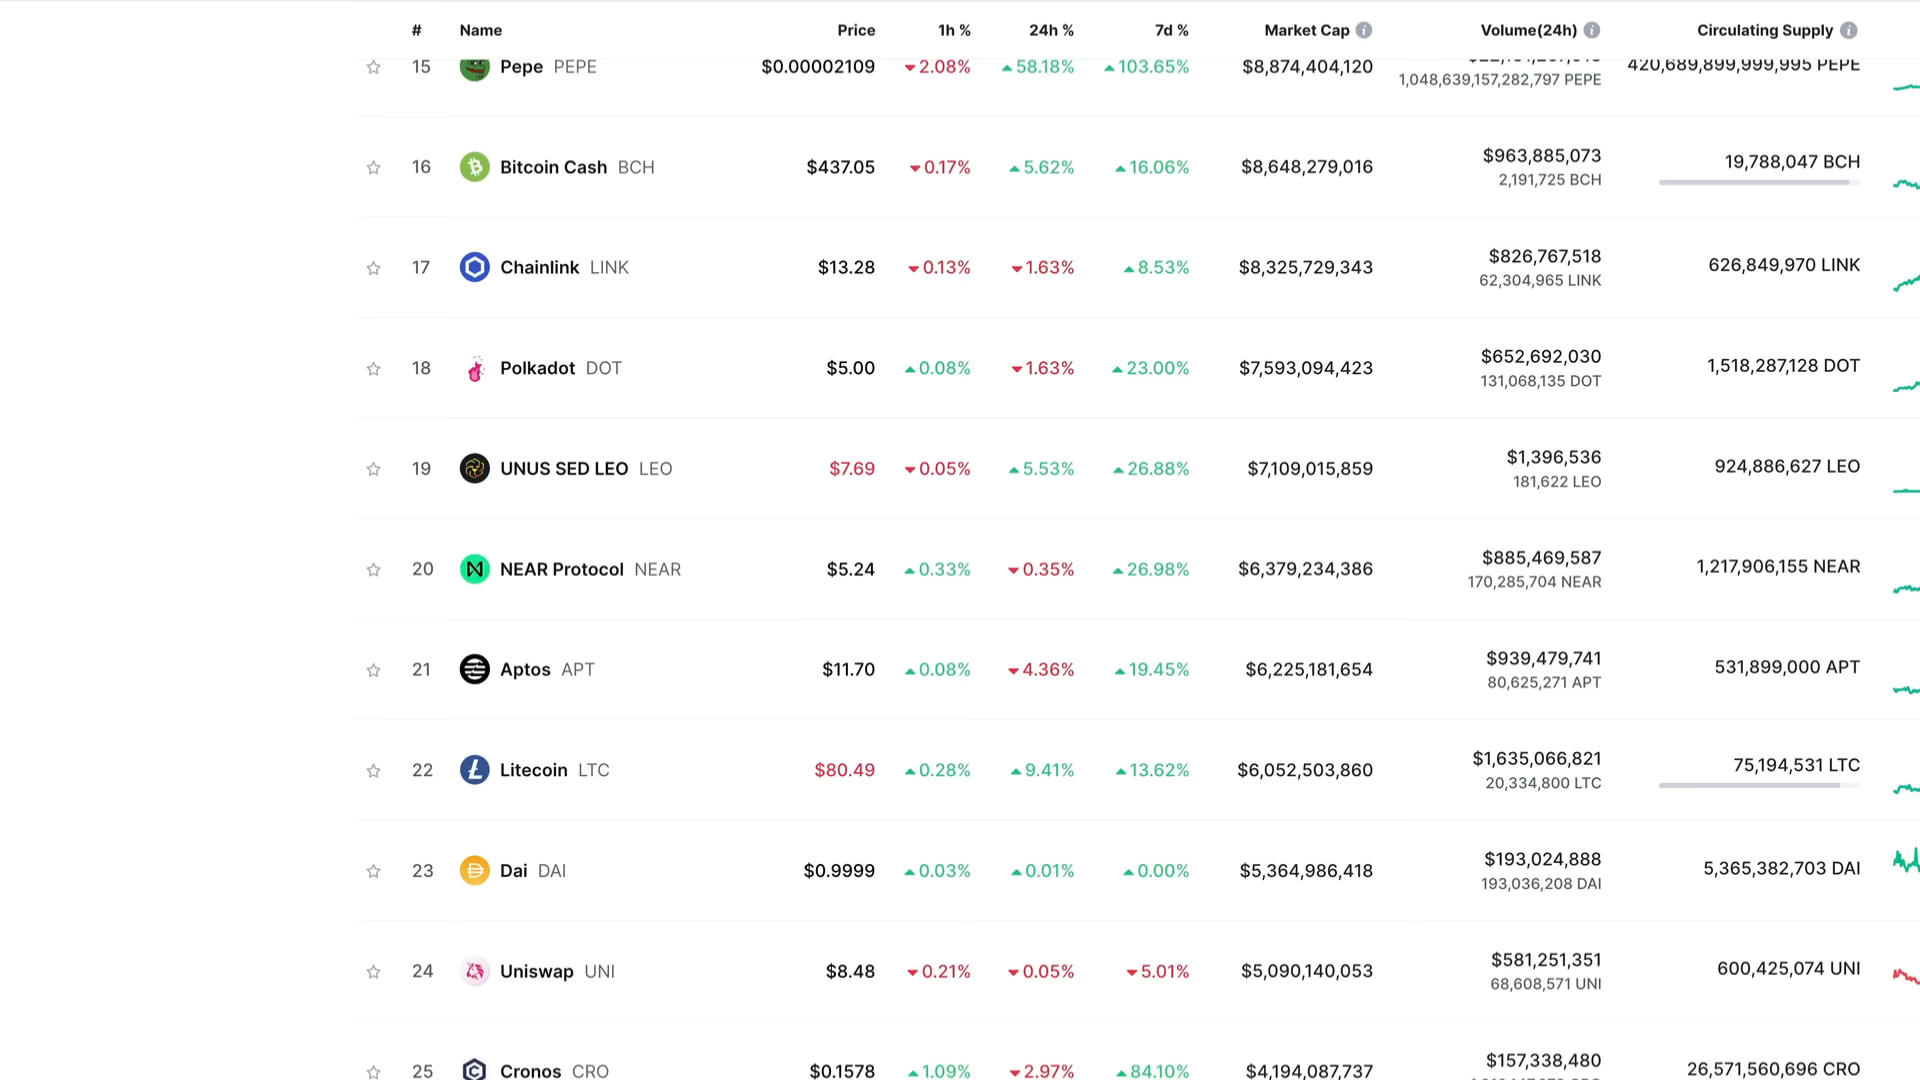 # Name Price 1h % 24h % 7d % Market Cap Volume(24h) Circulating Supply
15 Pepe PEPE $0.00002109 2.08% 58.18% 103.65% $8,874,404,120 420,689,899,999,995 PEPE
1,048,639,157,282,797 PEPE
16 Bitcoin Cash BCH $437.05 0.17% 5.62% 16.06% $8,648,279,016 $963,885,073 19,788,047 BCH
2,191,725 BCH
17 Chainlink LINK $13.28 0.13% 1.63% 8.53% $8,325,729,343 $826,767,518 626,849,970 LINK
62,304,965 LINK
18 Polkadot DOT $5.00 0.08% 1.63% 23.00% $7,593,094,423 $652,692,030 1,518,287,128 DOT
131,068,135 DOT
19 UNUS SED LEO LEO $7.69 0.05% 5.53% 26.88% $7,109,015,859 $1,396,536 924,886,627 LEO
181,622 LEO
20 NEAR Protocol NEAR $5.24 0.33% 0.35% 26.98% $6,379,234,386 $885,469,587 1,217,906,155 NEAR
170,285,704 NEAR
21 Aptos APT $11.70 0.08% 4.36% 19.45% $6,225,181,654 $939,479,741 531,899,000 APT
80,625,271 APT
22 Litecoin LTC $80.49 0.28% 9.41% 13.62% $6,052,503,860 $1,635,066,821 75,194,531 LTC
20,334,800 LTC
23 Dai DAI $0.9999 0.03% 0.01% 0.00% $5,364,986,418 $193,024,888 5,365,382,703 DAI
193,036,208 DAI
24 Uniswap UNI $8.48 0.21% 0.05% 5.01% $5,090,140,053 $581,251,351 600,425,074 UNI
68,608,571 UNI
25 Cronos CRO $0.1578 1.09% 2.97% 84.10% $4,194,087,737 $157,338,480 26,571,560,696 CRO